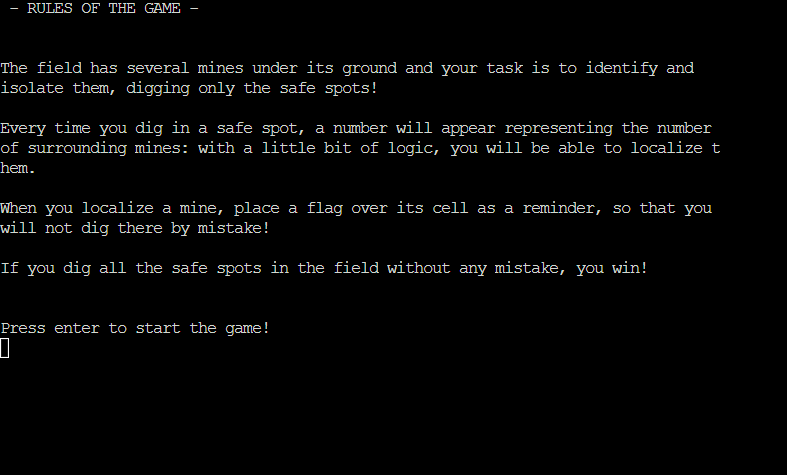 - RULES OF THE GAME -
The field has several mines under its ground and your task is to identify and
isolate them, digging only the safe spots!
Every time you dig in a safe spot, a number will appear representing the number
of surrounding mines: with a little bit of logic, you will be able to localize t
hem.
When you localize a mine, place a flag over its cell as a reminder, so that you
will not dig there by mistake!
If you dig all the safe spots in the field without any mistake, you win!
Press enter to start the game!